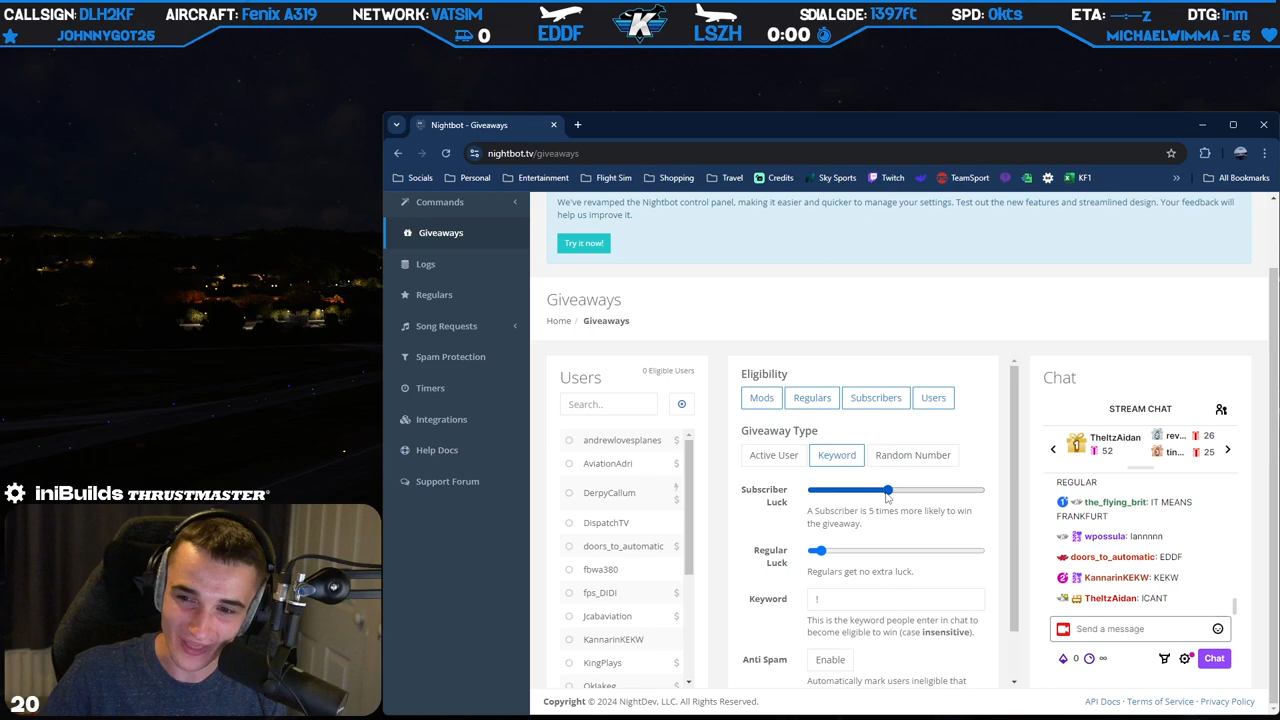 CALLSIGN: DLH2KF AIRCRAFT: Fenix A319 NETWORK: VATSIM SDIALGDE: 1397ft SPD: 0kts ETA: --:--z DTG: 1nm
JOHNNYGOT25 0 EDDF K LSZH 0:00 MICHAELWIMMA - £5
Nightbot - Giveaways
nightbot.tv/giveaways
Socials Personal Entertainment Flight Sim Shopping Travel Credits Sky Sports Twitch TeamSport KF1 » All Bookmarks
Commands
Giveaways
Logs
Regulars
Song Requests
Spam Protection
Timers
Integrations
Help Docs
Support Forum
We've revamped the Nightbot control panel, making it easier and quicker to manage your settings. Test out the new features and streamlined design. Your feedback will
help us improve it.
Try it now!
Giveaways
Home / Giveaways
Users
0 Eligible Users
Search..
andrewlovesplanes $
AviationAdri
DerpyCallum $
DispatchTV
doors_to_automatic $
fbwa380
fps_DIDI $
Jcabaviation $
KannarinKEKW
KingPlays $
Oklakeg
Eligibility
Mods Regulars Subscribers Users
Giveaway Type
Active User Keyword Random Number
Subscriber
Luck
A Subscriber is 5 times more likely to win
the giveaway.
Regular
Luck
Regulars get no extra luck.
Keyword !
This is the keyword people enter in chat to
become eligible to win (case insensitive).
Anti Spam Enable
Automatically mark users ineligible that
Chat
STREAM CHAT
1 TheItzAidan 52
rev... 26
tin... 25
REGULAR
the_flying_brit: IT MEANS
FRANKFURT
wpossula: Iannnnn
doors_to_automatic: EDDF
KannarinKEKW: KEKW
TheItzAidan: ICANT
Send a message
0 ∞ Chat
Copyright © 2024 NightDev, LLC. All Rights Reserved.
API Docs · Terms of Service · Privacy Policy
iniBuilds THRUSTMASTER®
20